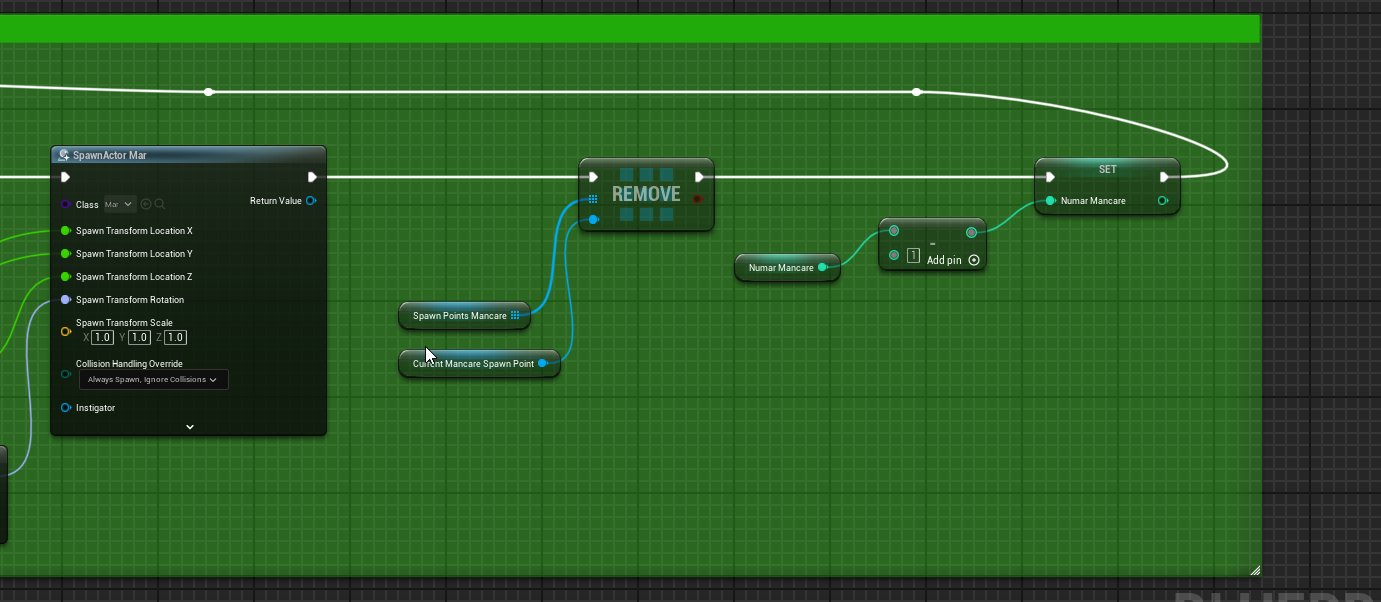 SpawnActor Mar
Class Mar
Return Value
Spawn Transform Location X
Spawn Transform Location Y
Spawn Transform Location Z
Spawn Transform Rotation
Spawn Transform Scale
X 1.0 Y 1.0 Z 1.0
Collision Handling Override
Always Spawn, Ignore Collisions
Instigator
REMOVE
Spawn Points Mancare
Current Mancare Spawn Point
Numar Mancare
-
1 Add pin
SET
Numar Mancare